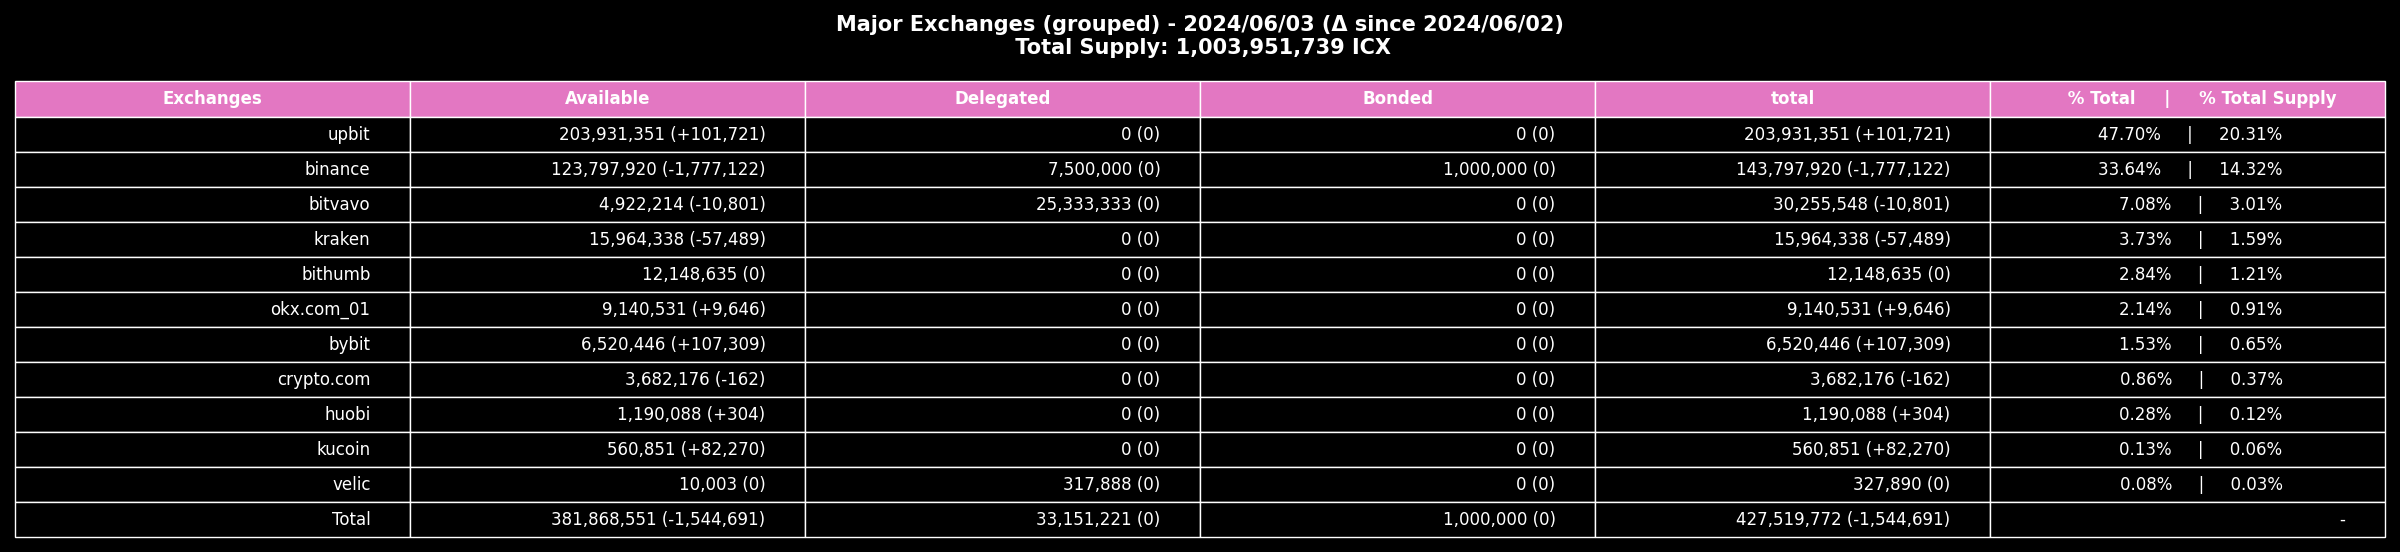 Major Exchanges (grouped) - 2024/06/03 (Δ since 2024/06/02)
Total Supply: 1,003,951,739 ICX
Exchanges Available Delegated Bonded total % Total | % Total Supply
upbit 203,931,351 (+101,721) 0 (0) 0 (0) 203,931,351 (+101,721) 47.70% | 20.31%
binance 123,797,920 (-1,777,122) 7,500,000 (0) 1,000,000 (0) 143,797,920 (-1,777,122) 33.64% | 14.32%
bitvavo 4,922,214 (-10,801) 25,333,333 (0) 0 (0) 30,255,548 (-10,801) 7.08% | 3.01%
kraken 15,964,338 (-57,489) 0 (0) 0 (0) 15,964,338 (-57,489) 3.73% | 1.59%
bithumb 12,148,635 (0) 0 (0) 0 (0) 12,148,635 (0) 2.84% | 1.21%
okx.com_01 9,140,531 (+9,646) 0 (0) 0 (0) 9,140,531 (+9,646) 2.14% | 0.91%
bybit 6,520,446 (+107,309) 0 (0) 0 (0) 6,520,446 (+107,309) 1.53% | 0.65%
crypto.com 3,682,176 (-162) 0 (0) 0 (0) 3,682,176 (-162) 0.86% | 0.37%
huobi 1,190,088 (+304) 0 (0) 0 (0) 1,190,088 (+304) 0.28% | 0.12%
kucoin 560,851 (+82,270) 0 (0) 0 (0) 560,851 (+82,270) 0.13% | 0.06%
velic 10,003 (0) 317,888 (0) 0 (0) 327,890 (0) 0.08% | 0.03%
Total 381,868,551 (-1,544,691) 33,151,221 (0) 1,000,000 (0) 427,519,772 (-1,544,691) -